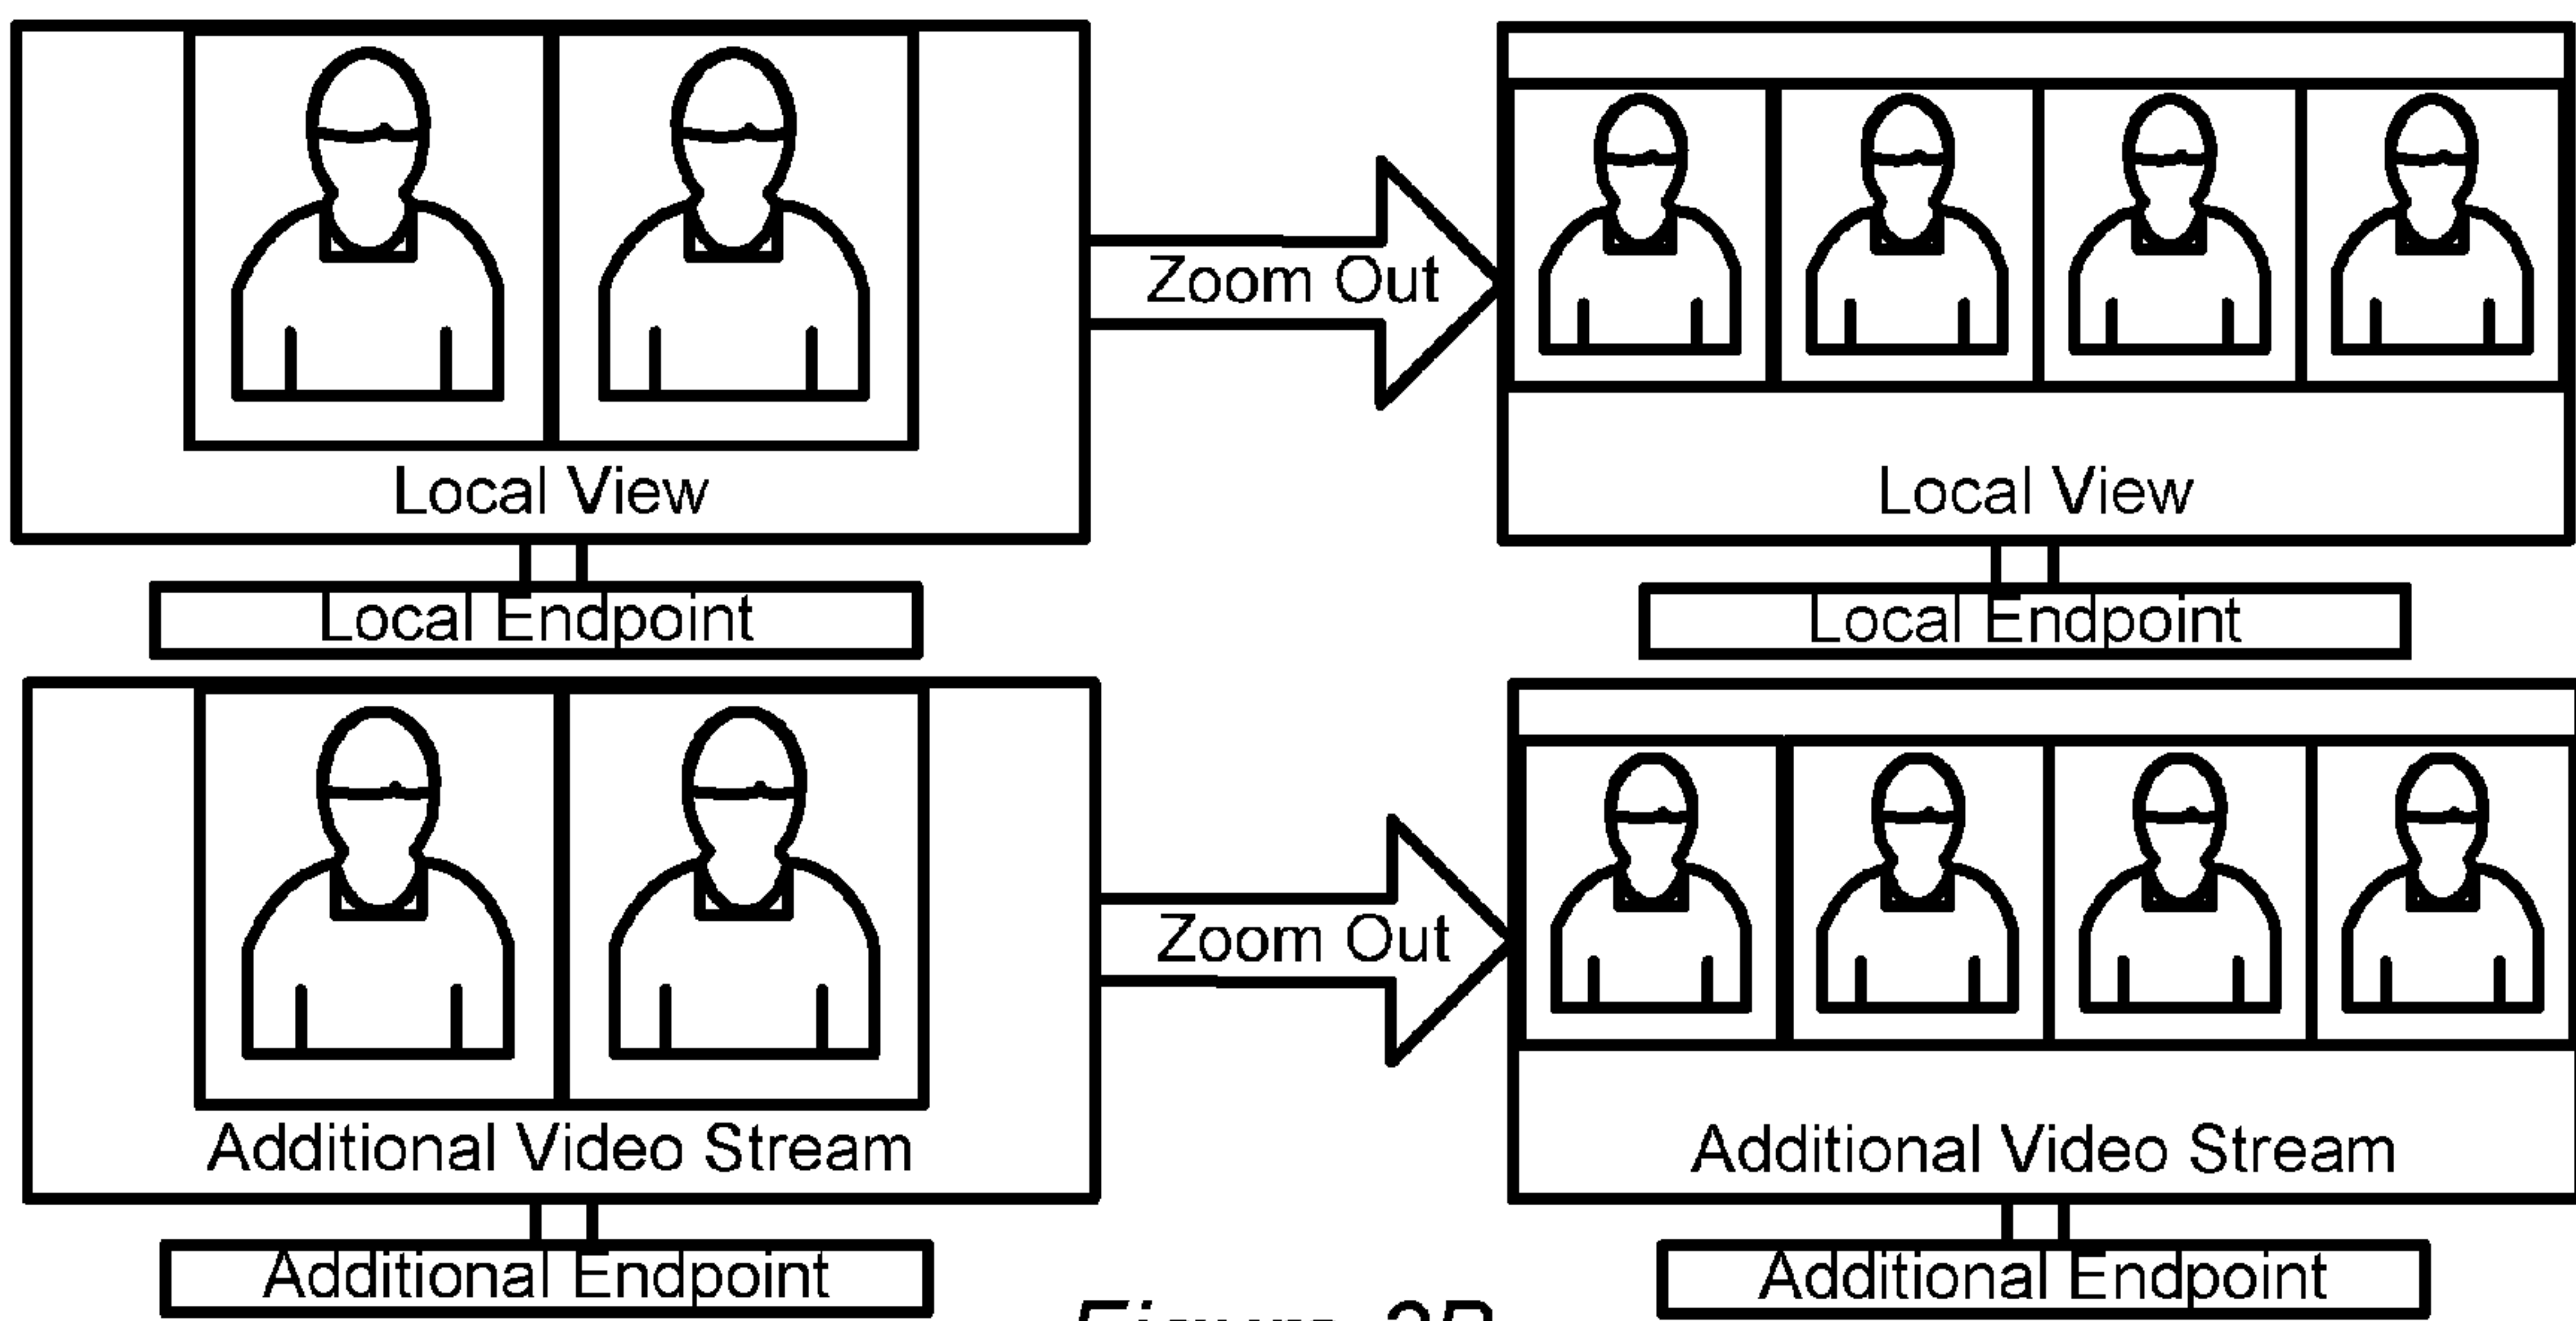 Zoom Out
Local View
Local View
Local Endpoint
Local Endpoint
Zoom Out
Additional Video Stream
Additional Video Stream
Additional Endpoint
Additional Endpoint